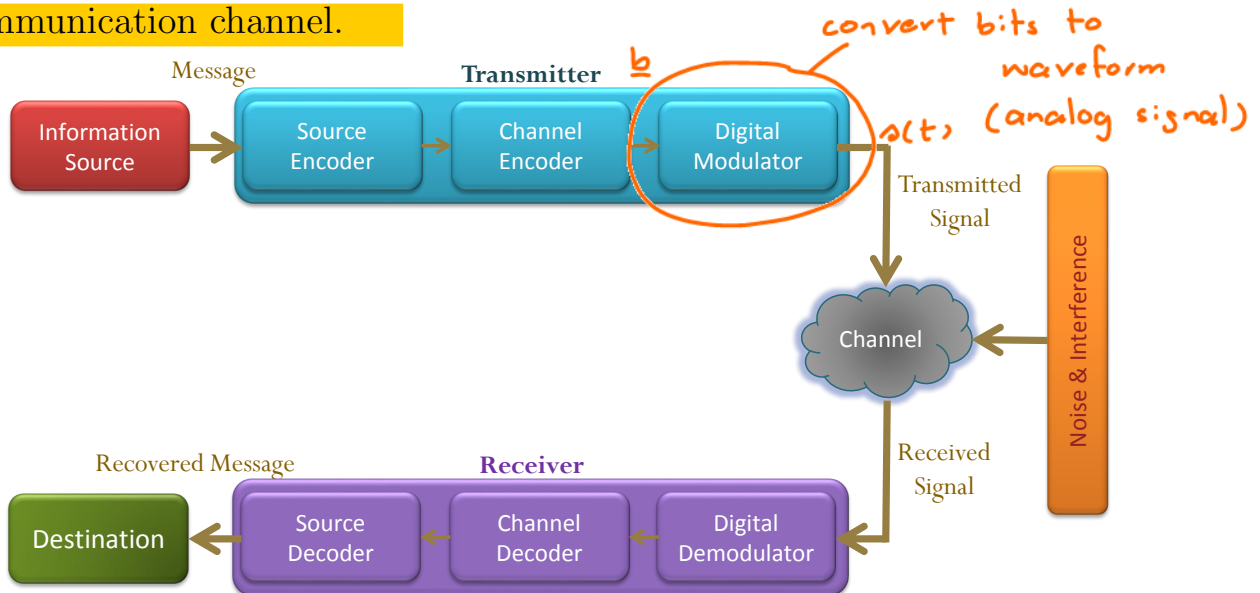 mmunication channel.
convert bits to
waveform
(analog signal)
Message
Transmitter
b
Information
Source
Source
Encoder
Channel
Encoder
Digital
Modulator
s(t)
Transmitted
Signal
Channel
Noise & Interference
Received
Signal
Recovered Message
Receiver
Destination
Source
Decoder
Channel
Decoder
Digital
Demodulator